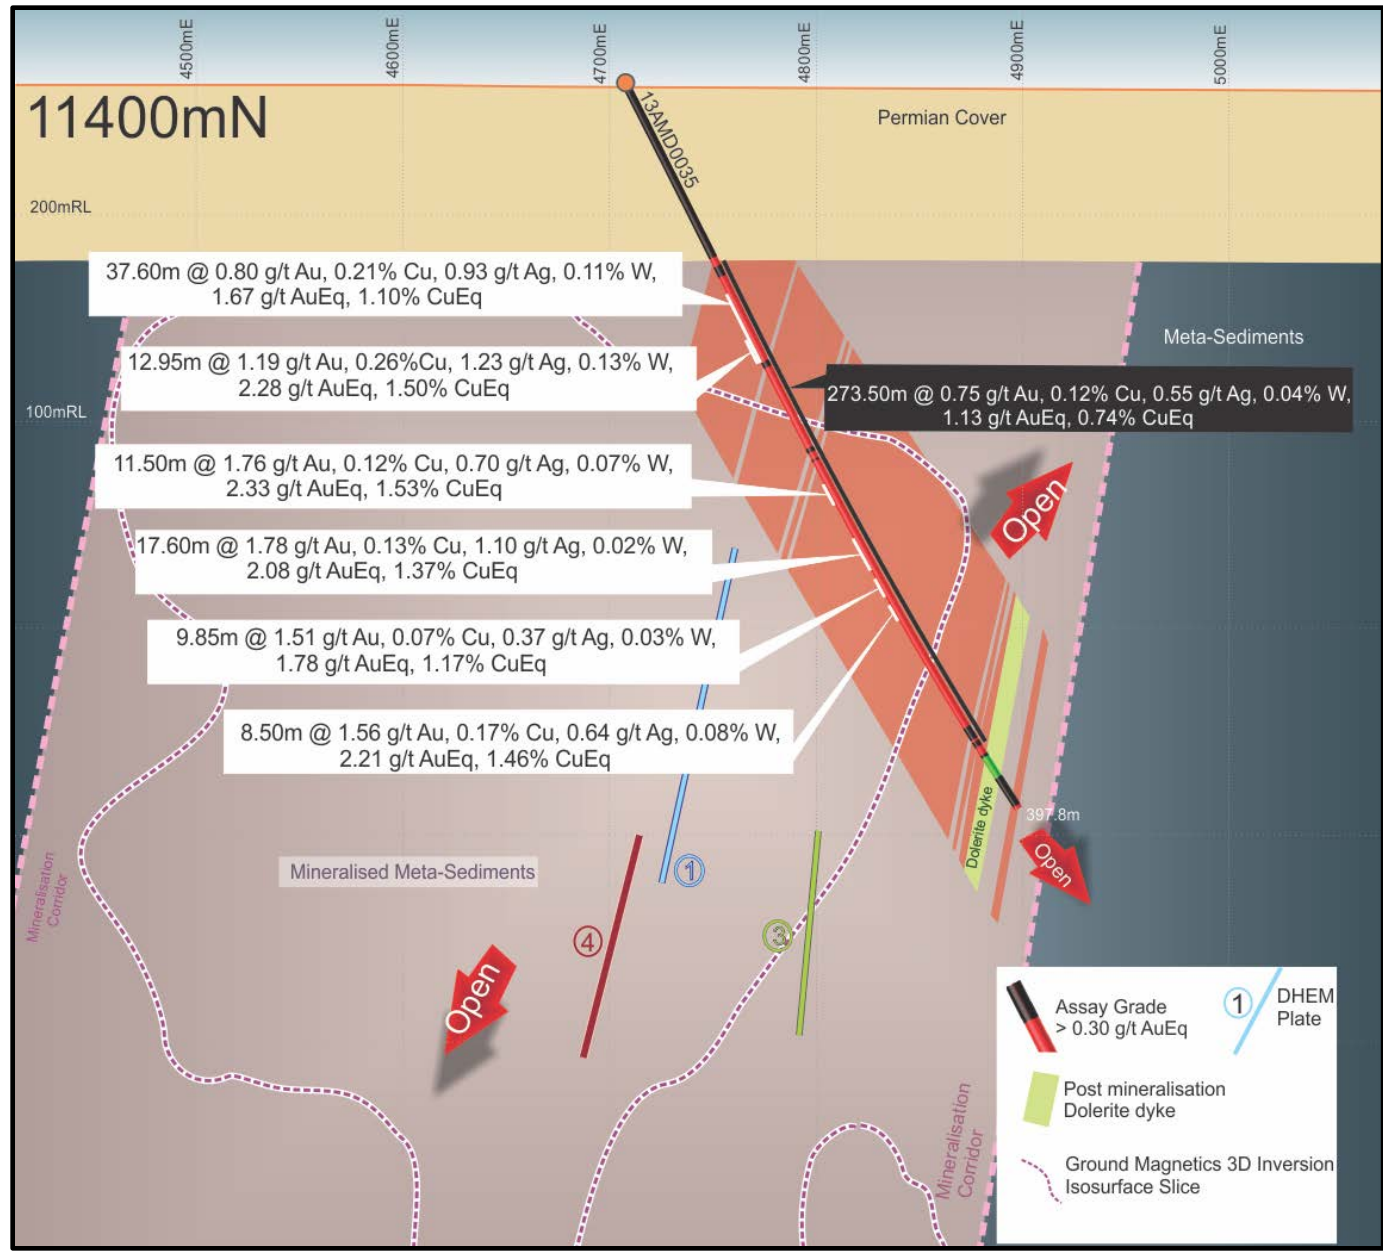 4500mE
4600mE
4700mE
4800mE
4900mE
5000mE
11400mN
13AMD0035
Permian Cover
200mRL
37.60m @ 0.80 g/t Au, 0.21% Cu, 0.93 g/t Ag, 0.11% W,
1.67 g/t AuEq, 1.10% CuEq
Meta-Sediments
12.95m @ 1.19 g/t Au, 0.26%Cu, 1.23 g/t Ag, 0.13% W,
2.28 g/t AuEq, 1.50% CuEq
273.50m @ 0.75 g/t Au, 0.12% Cu, 0.55 g/t Ag, 0.04% W,
1.13 g/t AuEq, 0.74% CuEq
100mRL
11.50m @ 1.76 g/t Au, 0.12% Cu, 0.70 g/t Ag, 0.07% W,
2.33 g/t AuEq, 1.53% CuEq
Open
17.60m @ 1.78 g/t Au, 0.13% Cu, 1.10 g/t Ag, 0.02% W,
2.08 g/t AuEq, 1.37% CuEq
9.85m @ 1.51 g/t Au, 0.07% Cu, 0.37 g/t Ag, 0.03% W,
1.78 g/t AuEq, 1.17% CuEq
8.50m @ 1.56 g/t Au, 0.17% Cu, 0.64 g/t Ag, 0.08% W,
2.21 g/t AuEq, 1.46% CuEq
Dolerite dyke
397.8m
Open
Mineralised Meta-Sediments
1
Mineralisation
Corridor
4
3
Open
Assay Grade
> 0.30 g/t AuEq
1
DHEM
Plate
Post mineralisation
Dolerite dyke
Mineralisation
Corridor
Ground Magnetics 3D Inversion
Isosurface Slice